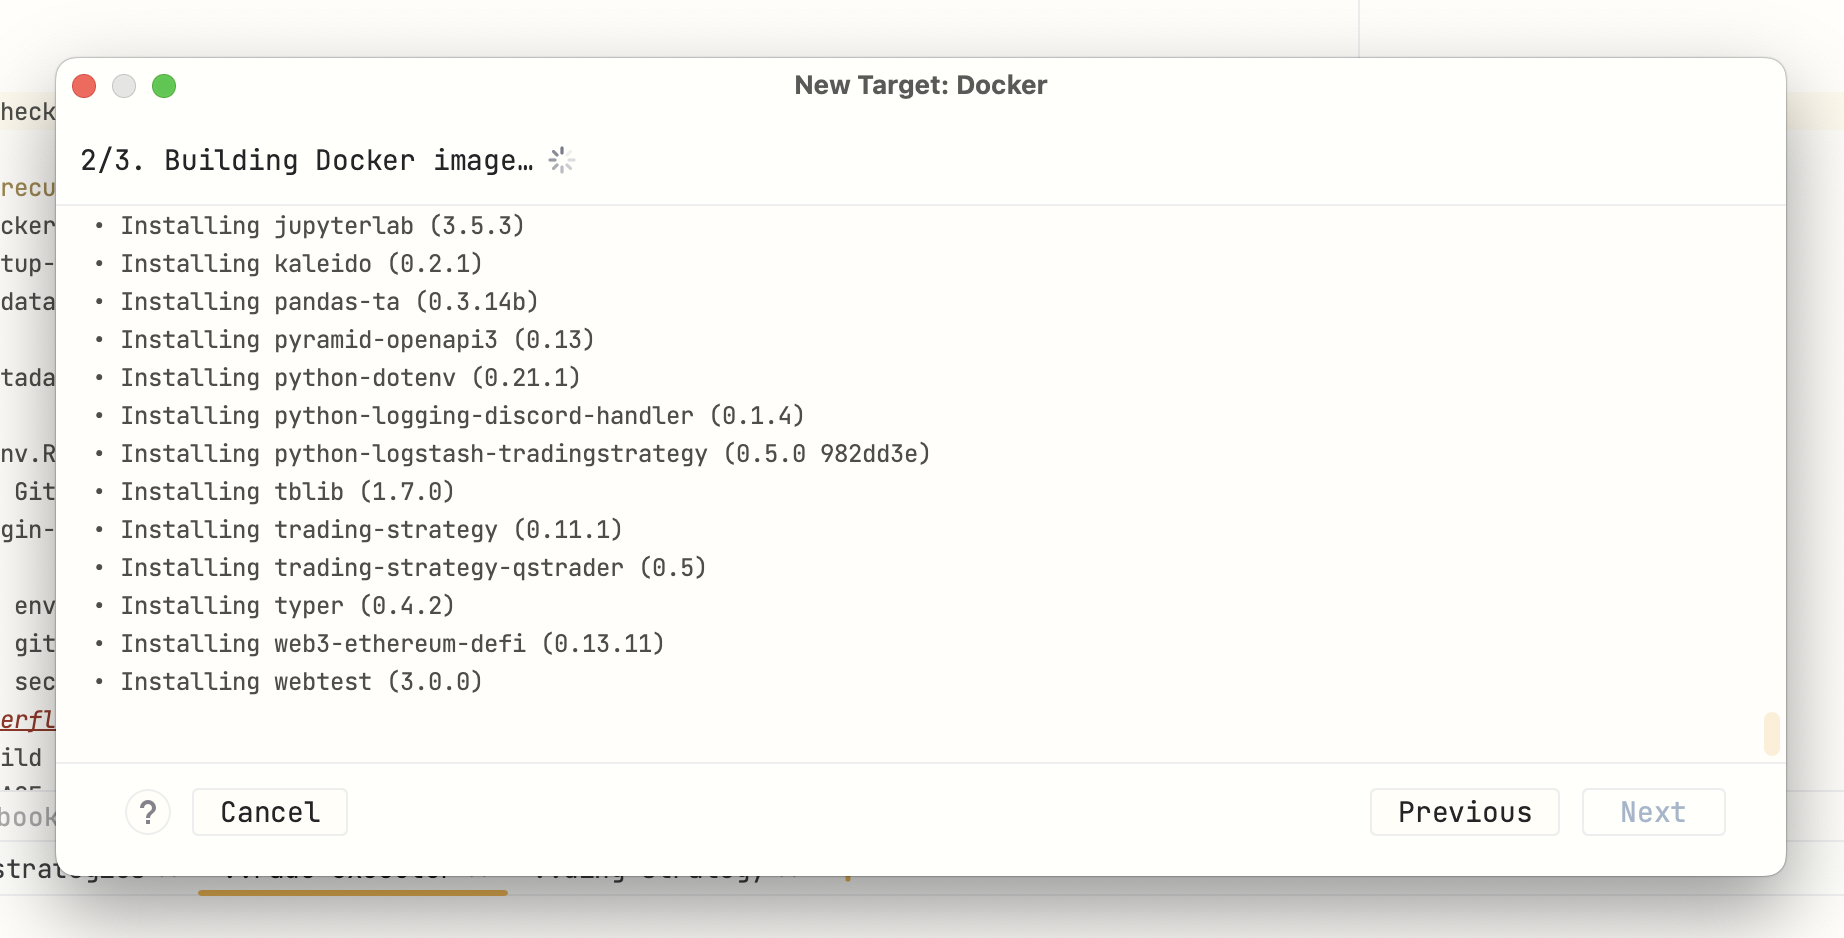 New Target: Docker
2/3. Building Docker image…
• Installing jupyterlab (3.5.3)
• Installing kaleido (0.2.1)
• Installing pandas-ta (0.3.14b)
• Installing pyramid-openapi3 (0.13)
• Installing python-dotenv (0.21.1)
• Installing python-logging-discord-handler (0.1.4)
• Installing python-logstash-tradingstrategy (0.5.0 982dd3e)
• Installing tblib (1.7.0)
• Installing trading-strategy (0.11.1)
• Installing trading-strategy-qstrader (0.5)
• Installing typer (0.4.2)
• Installing web3-ethereum-defi (0.13.11)
• Installing webtest (3.0.0)
? Cancel Previous Next
heck
recu
cker
tup-
data
tada
nv.R
Git
gin-
env
git
sec
erfl
ild
book